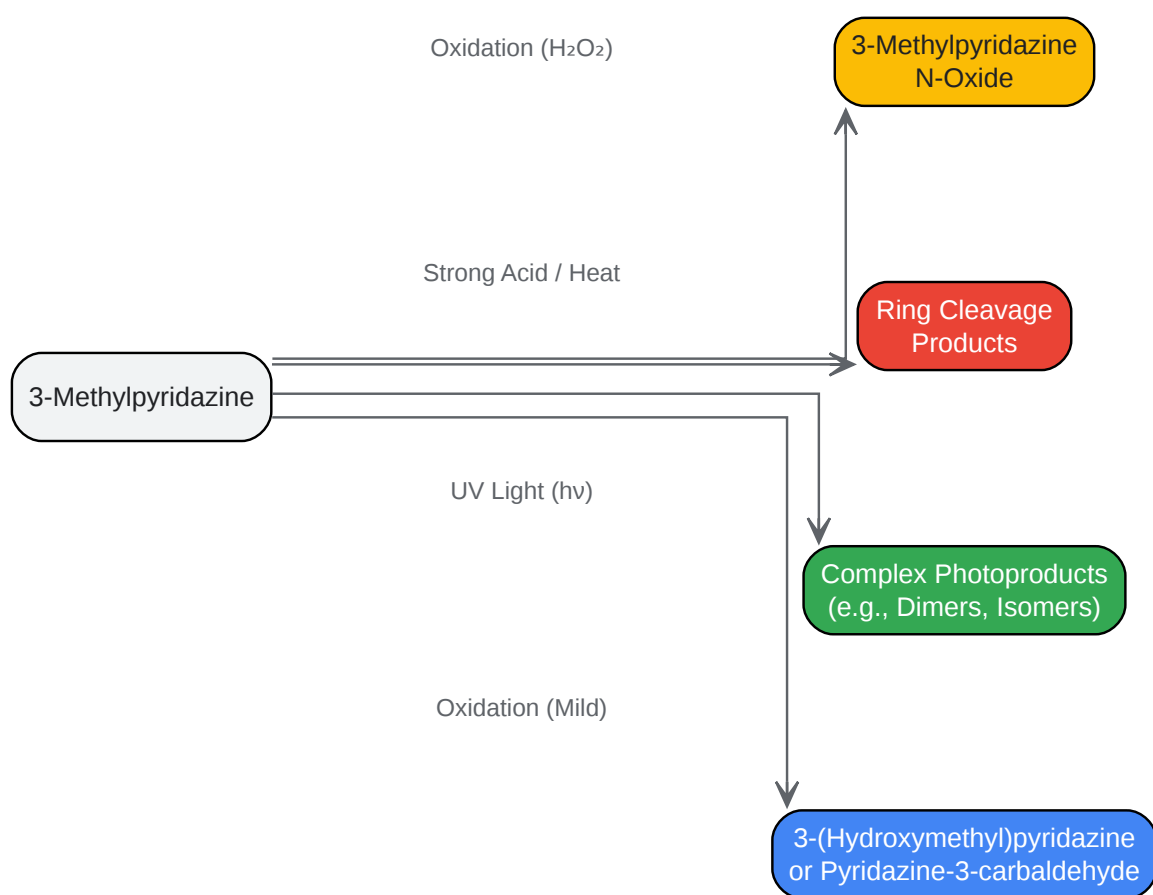 Oxidation (H₂O₂)
3-Methylpyridazine
N-Oxide
Strong Acid / Heat
Ring Cleavage
Products
3-Methylpyridazine
UV Light (hν)
Complex Photoproducts
(e.g., Dimers, Isomers)
Oxidation (Mild)
3-(Hydroxymethyl)pyridazine
or Pyridazine-3-carbaldehyde